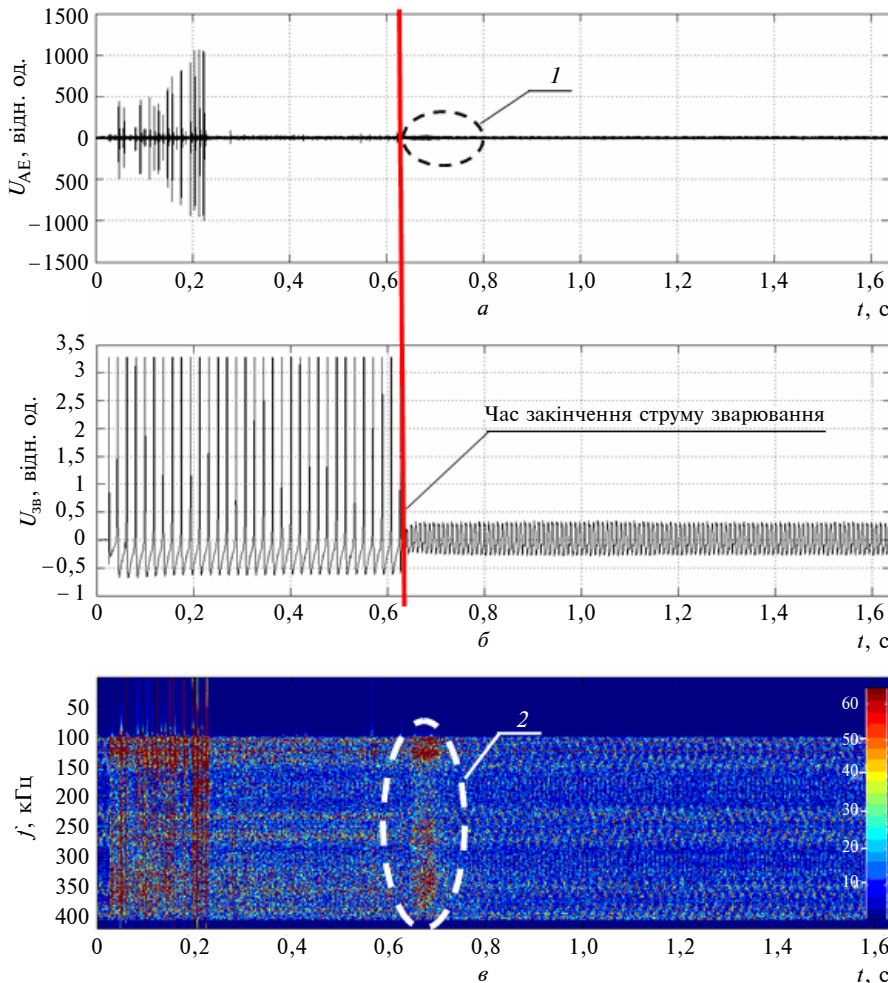 1500
1000
500
0
500
−1000
−1500
U_АЕ, відн. од.
1
0 0,2 0,4 0,6 0,8 1,0 1,2 1,4 1,6
а
t, с
3,5
3
2,5
2
1,5
1
0,5
0
−0,5
−1
U_зв, відн. од.
Час закінчення струму зварювання
0 0,2 0,4 0,6 0,8 1,0 1,2 1,4 1,6
б
t, с
50
100
150
200
250
300
350
400
f, кГц
2
60
50
40
30
20
10
0 0,2 0,4 0,6 0,8 1,0 1,2 1,4 1,6
в
t, с